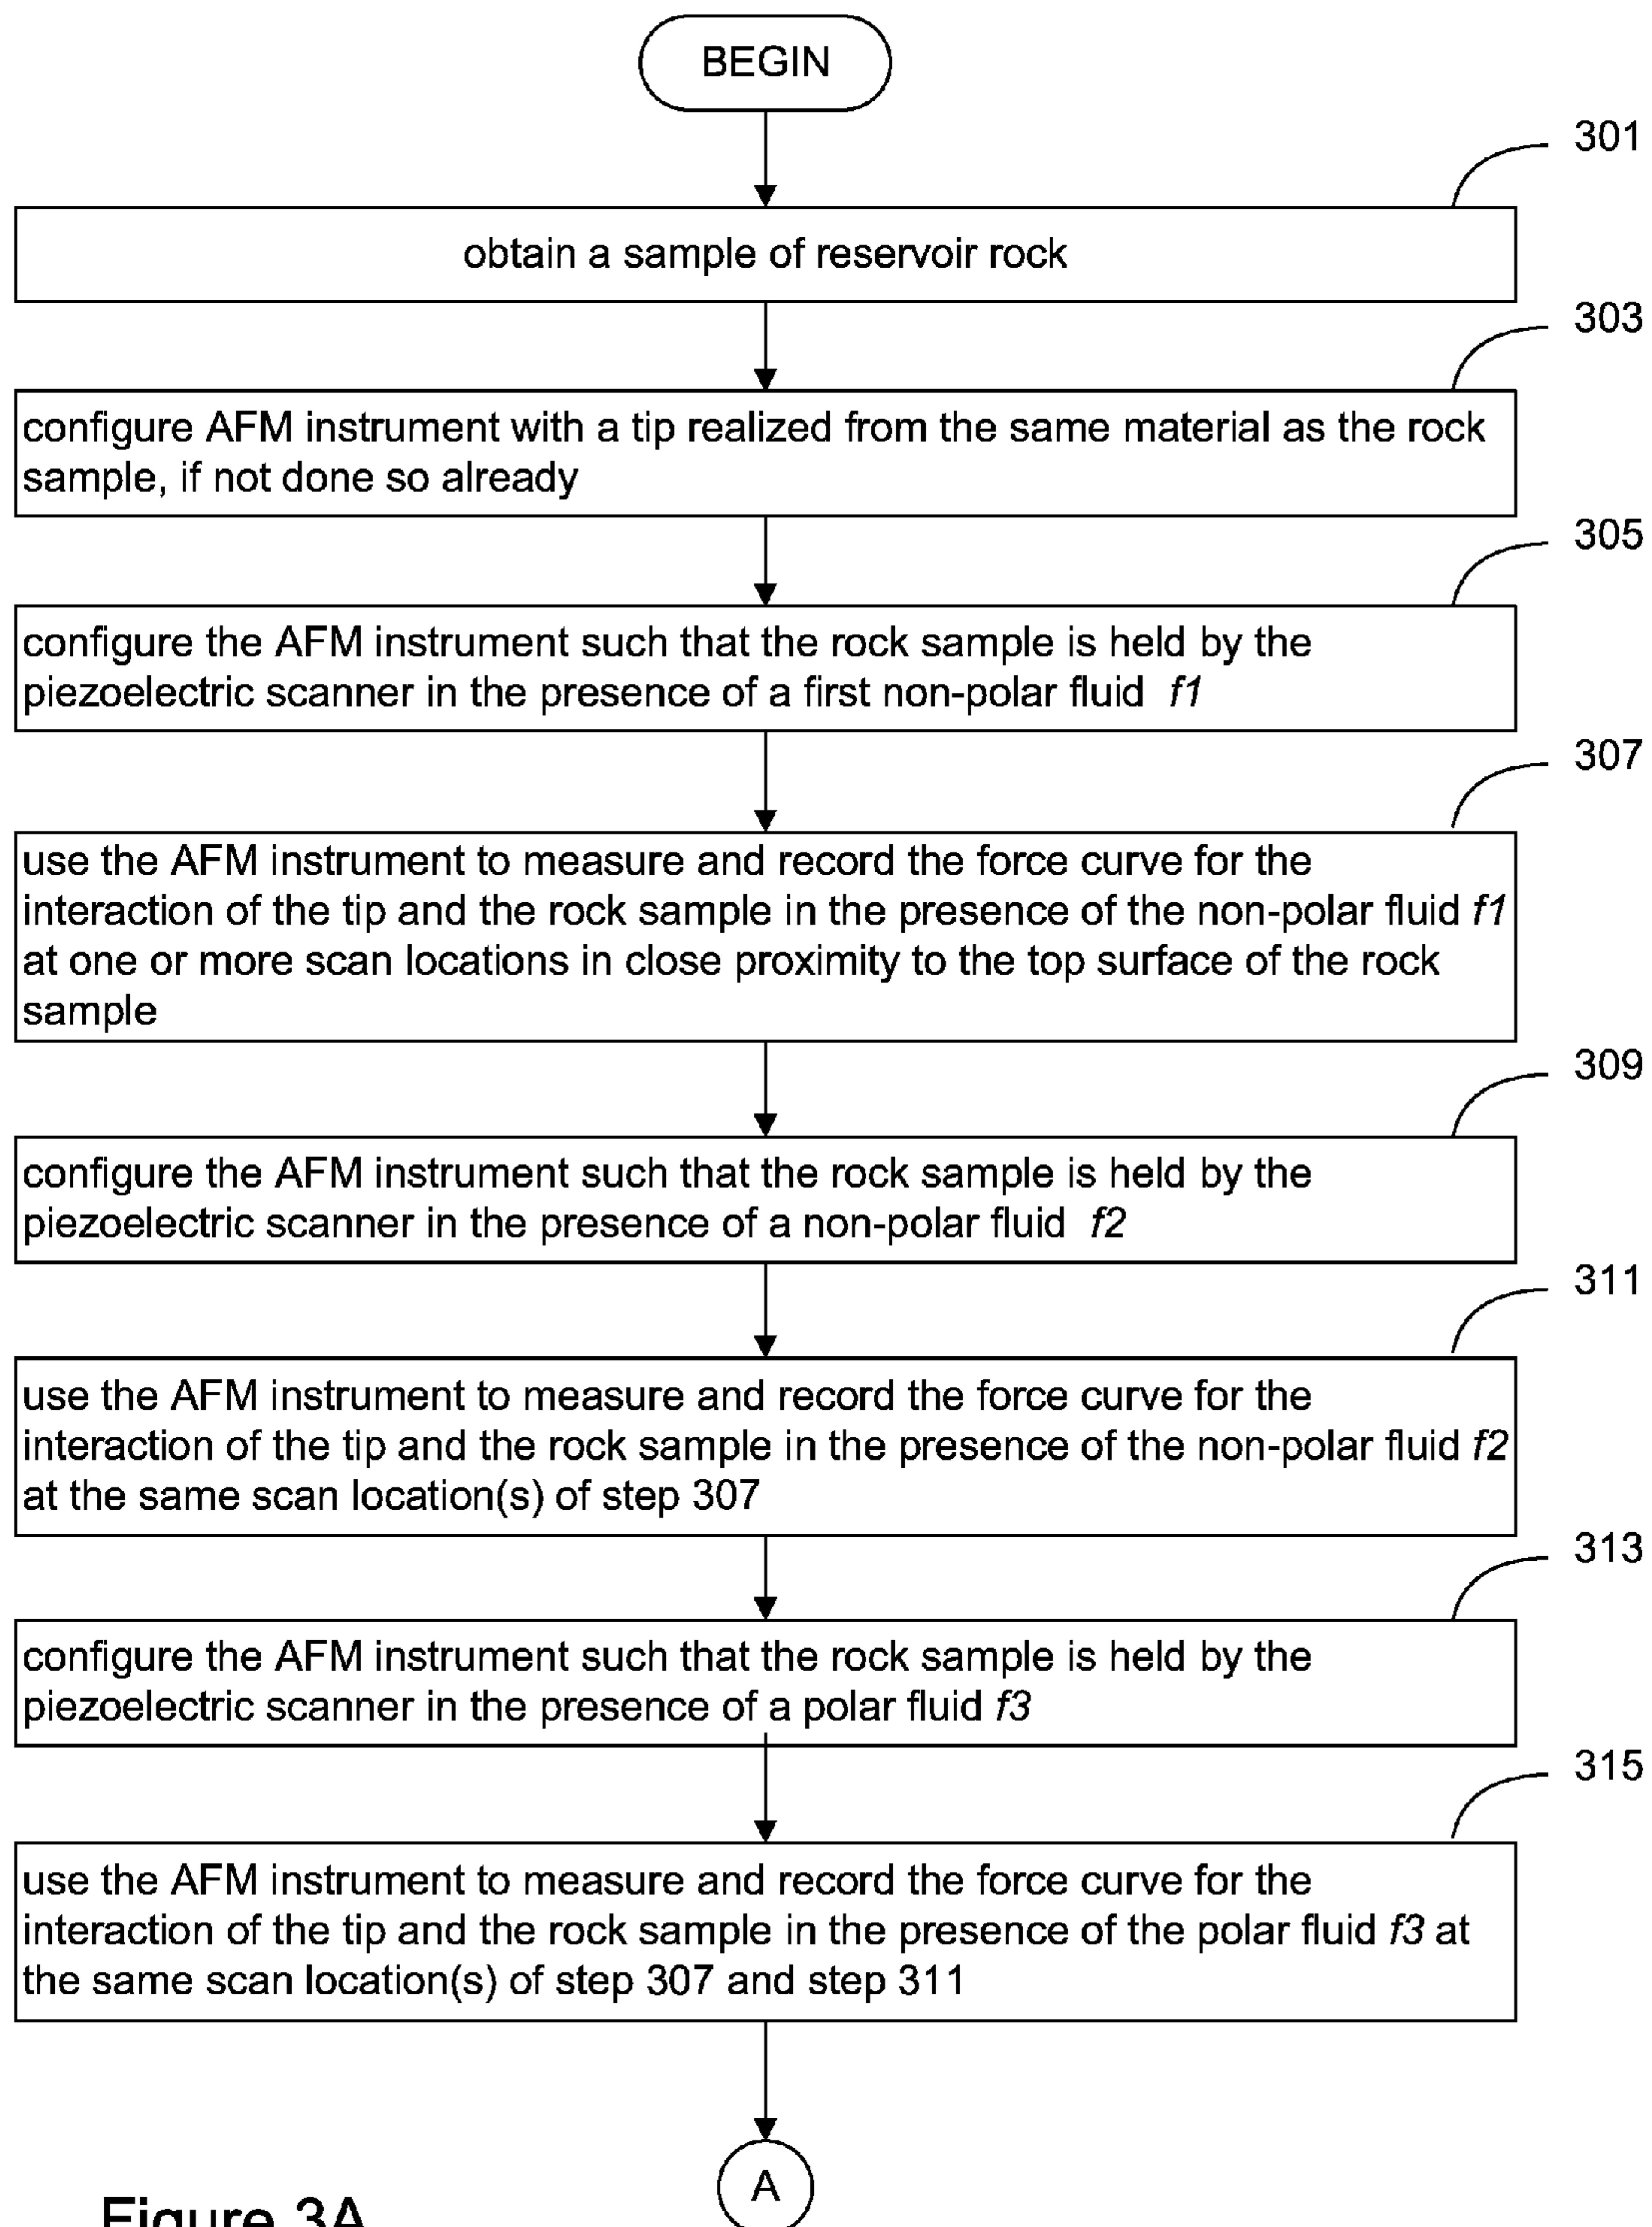 BEGIN
301
obtain a sample of reservoir rock
303
configure AFM instrument with a tip realized from the same material as the rock
sample, if not done so already
305
configure the AFM instrument such that the rock sample is held by the
piezoelectric scanner in the presence of a first non-polar fluid f1
307
use the AFM instrument to measure and record the force curve for the
interaction of the tip and the rock sample in the presence of the non-polar fluid f1
at one or more scan locations in close proximity to the top surface of the rock
sample
309
configure the AFM instrument such that the rock sample is held by the
piezoelectric scanner in the presence of a non-polar fluid f2
311
use the AFM instrument to measure and record the force curve for the
interaction of the tip and the rock sample in the presence of the non-polar fluid f2
at the same scan location(s) of step 307
313
configure the AFM instrument such that the rock sample is held by the
piezoelectric scanner in the presence of a polar fluid f3
315
use the AFM instrument to measure and record the force curve for the
interaction of the tip and the rock sample in the presence of the polar fluid f3 at
the same scan location(s) of step 307 and step 311
A
Figure 3A